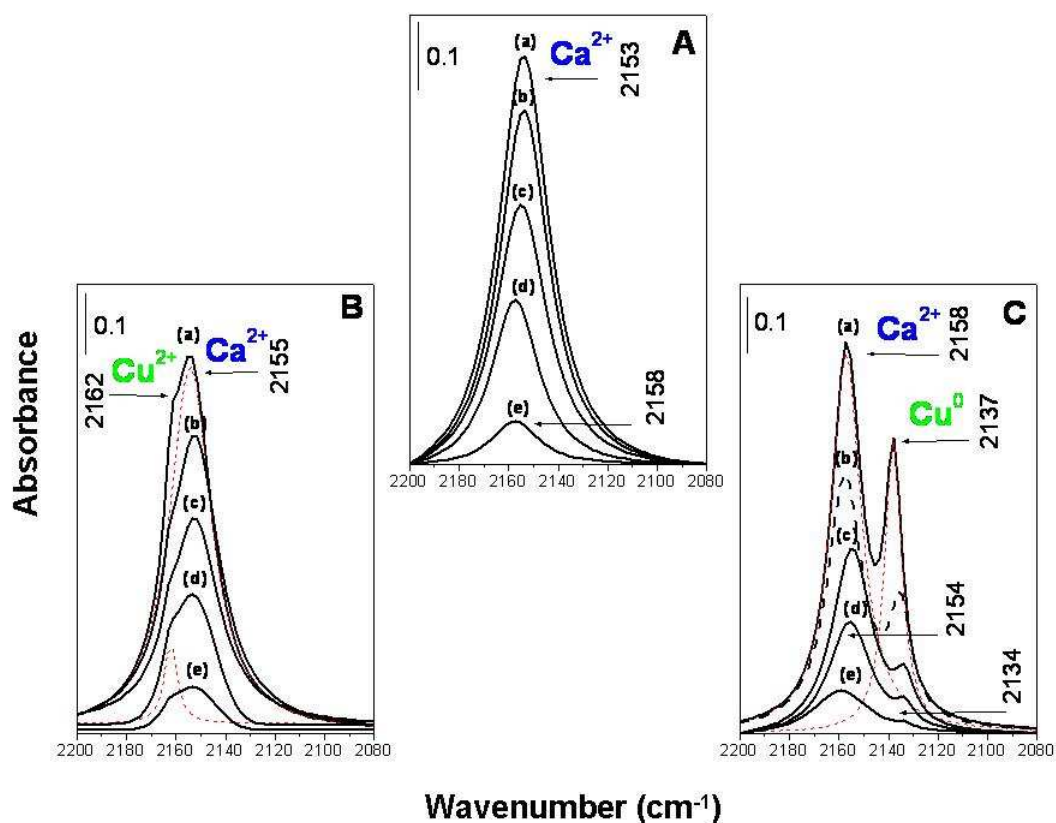 A
0.1
(a)
Ca2+
2153
(b)
(c)
(d)
(e)
2158
2200 2180 2160 2140 2120 2100 2080
B
0.1
(a)
Ca2+
2155
Cu2+
2162
(b)
(c)
(d)
(e)
2200 2180 2160 2140 2120 2100 2080
C
0.1
(a)
Ca2+
2158
Cu0
2137
(b)
(c)
(d)
2154
(e)
2134
2200 2180 2160 2140 2120 2100 2080
Absorbance
Wavenumber (cm-1)